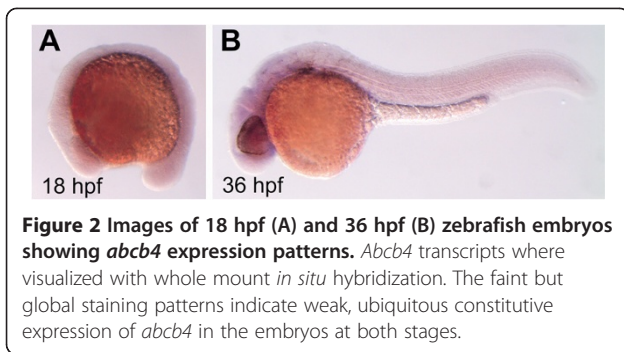 A
B
18 hpf
36 hpf
Figure 2 Images of 18 hpf (A) and 36 hpf (B) zebrafish embryos
showing abcb4 expression patterns. Abcb4 transcripts where
visualized with whole mount in situ hybridization. The faint but
global staining patterns indicate weak, ubiquitous constitutive
expression of abcb4 in the embryos at both stages.